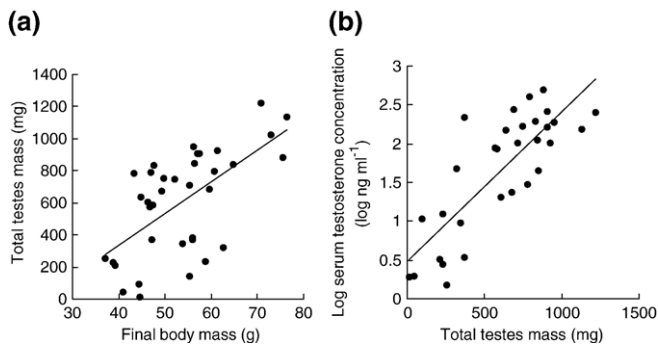 (a)
1400
1200
1000
800
600
400
200
0
Total testes mass (mg)
30 40 50 60 70 80
Final body mass (g)
(b)
3
2.5
2
1.5
1
0.5
0
Log serum testosterone concentration
(log ng ml⁻¹)
0 500 1000 1500
Total testes mass (mg)